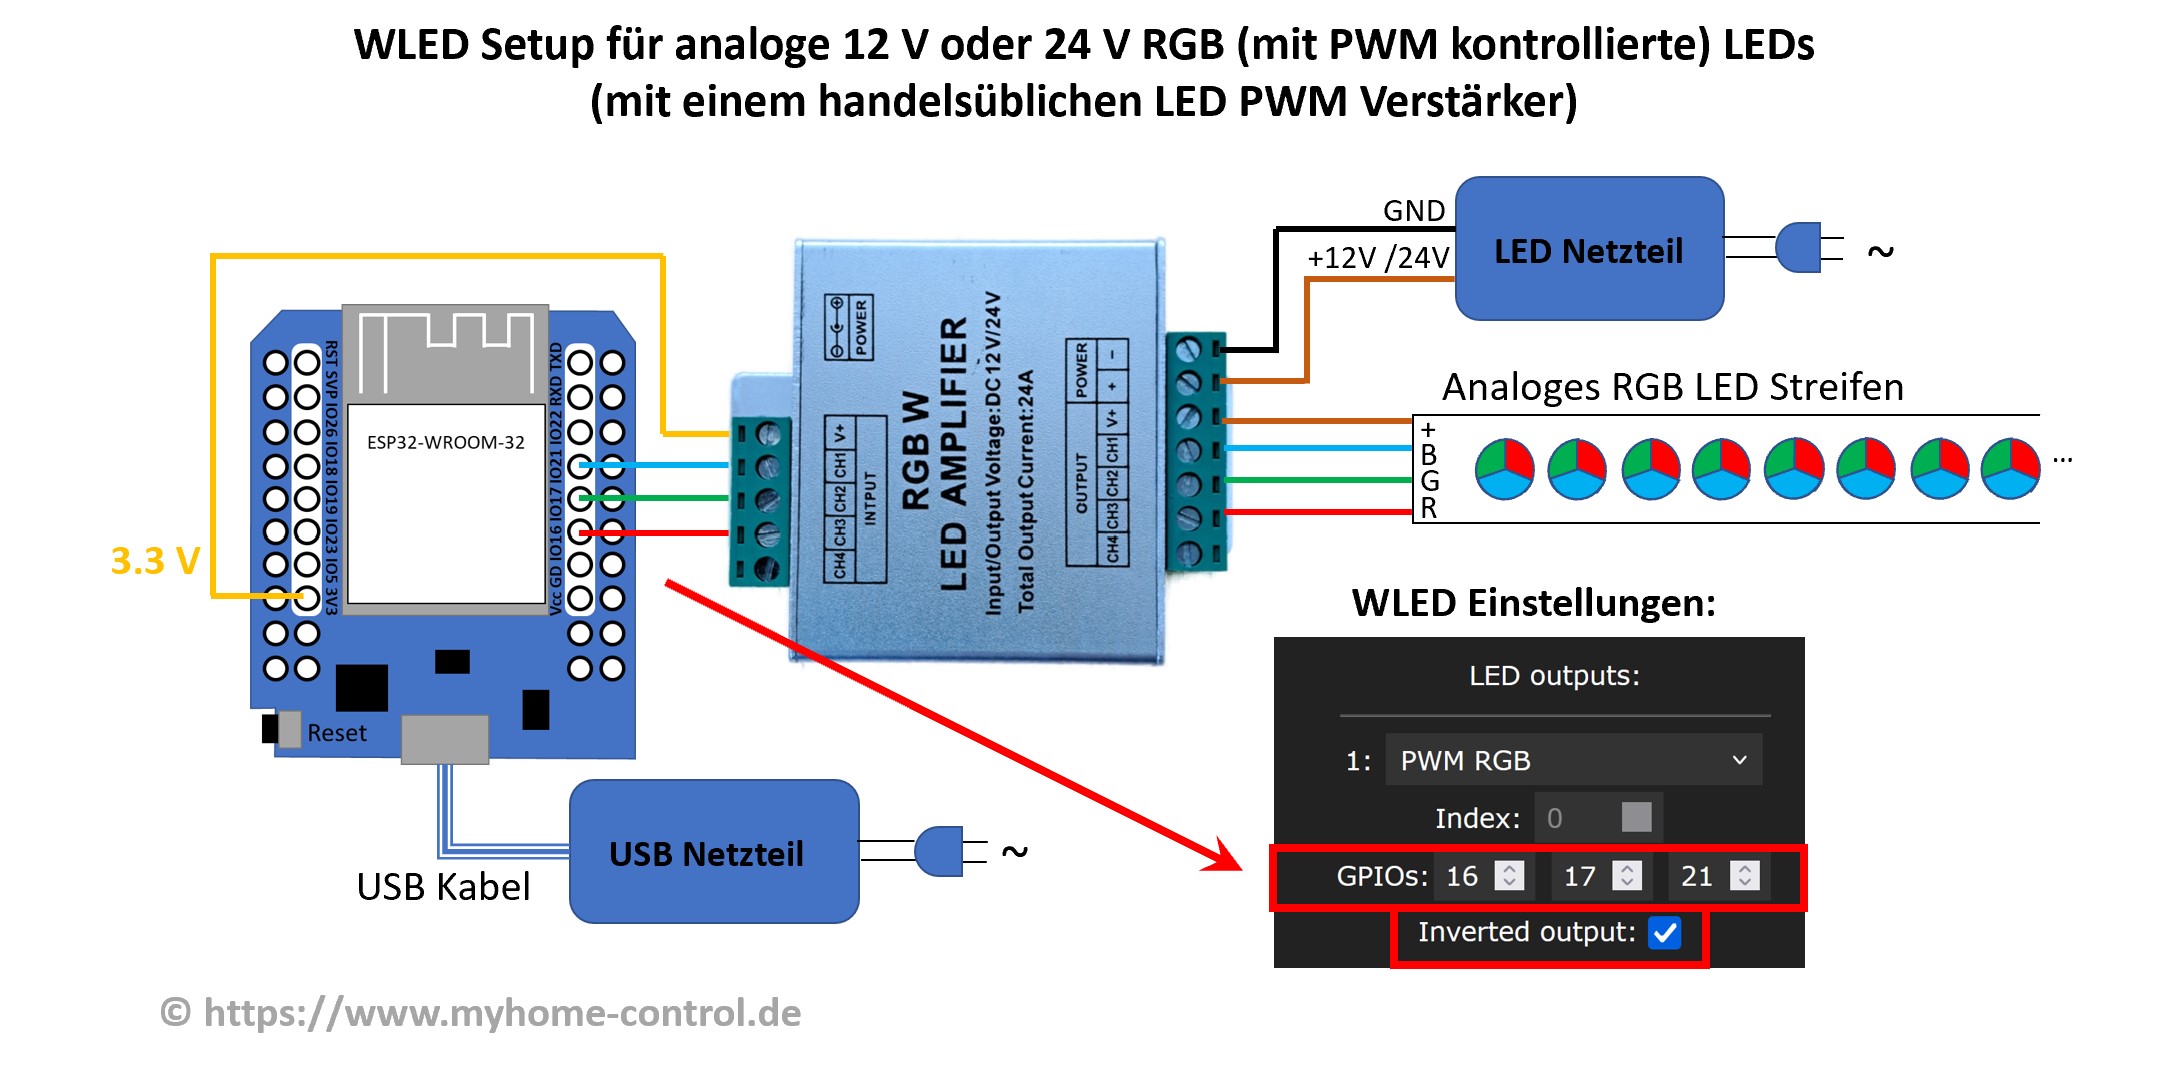 WLED Setup für analoge 12 V oder 24 V RGB (mit PWM kontrollierte) LEDs
(mit einem handelsüblichen LED PWM Verstärker)
GND
+12V /24V
LED Netzteil
~
3.3 V
ESP32-WROOM-32
RST SVP IO26 IO18 IO19 IO23 IO5 3V3
Vcc GD IO16 IO17 IO21 IO22 RXD TXD
Reset
POWER
V+
CH1
CH2
CH3
CH4
INTPUT
RGBW
LED AMPLIFIER
Input/Output Voltage:DC12V/24V
Total Output Current:24A
POWER
OUTPUT
−
+
V+
CH1
CH2
CH3
CH4
Analoges RGB LED Streifen
+
B
G
R
...
USB Kabel
USB Netzteil
~
WLED Einstellungen:
LED outputs:
1: PWM RGB
Index: 0
GPIOs: 16 17 21
Inverted output:
© https://www.myhome-control.de